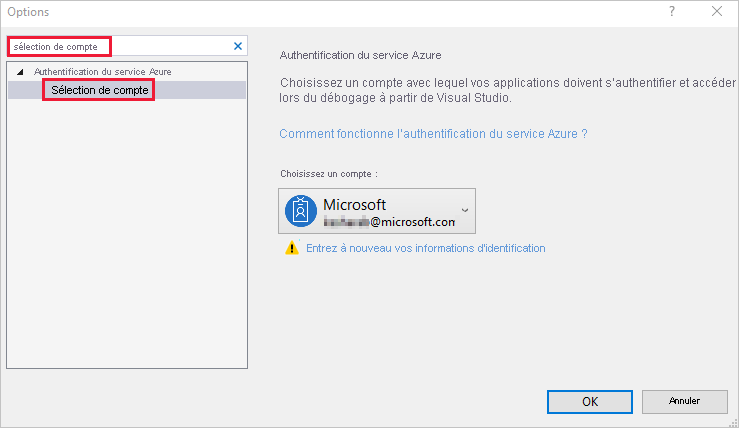 Options
?
sélection de compte
Authentification du service Azure
Sélection de compte
Authentification du service Azure
Choisissez un compte avec lequel vos applications doivent s'authentifier et accéder
lors du débogage à partir de Visual Studio.
Comment fonctionne l'authentification du service Azure ?
Choisissez un compte :
Microsoft
@microsoft.com
Entrez à nouveau vos informations d'identification
OK
Annuler